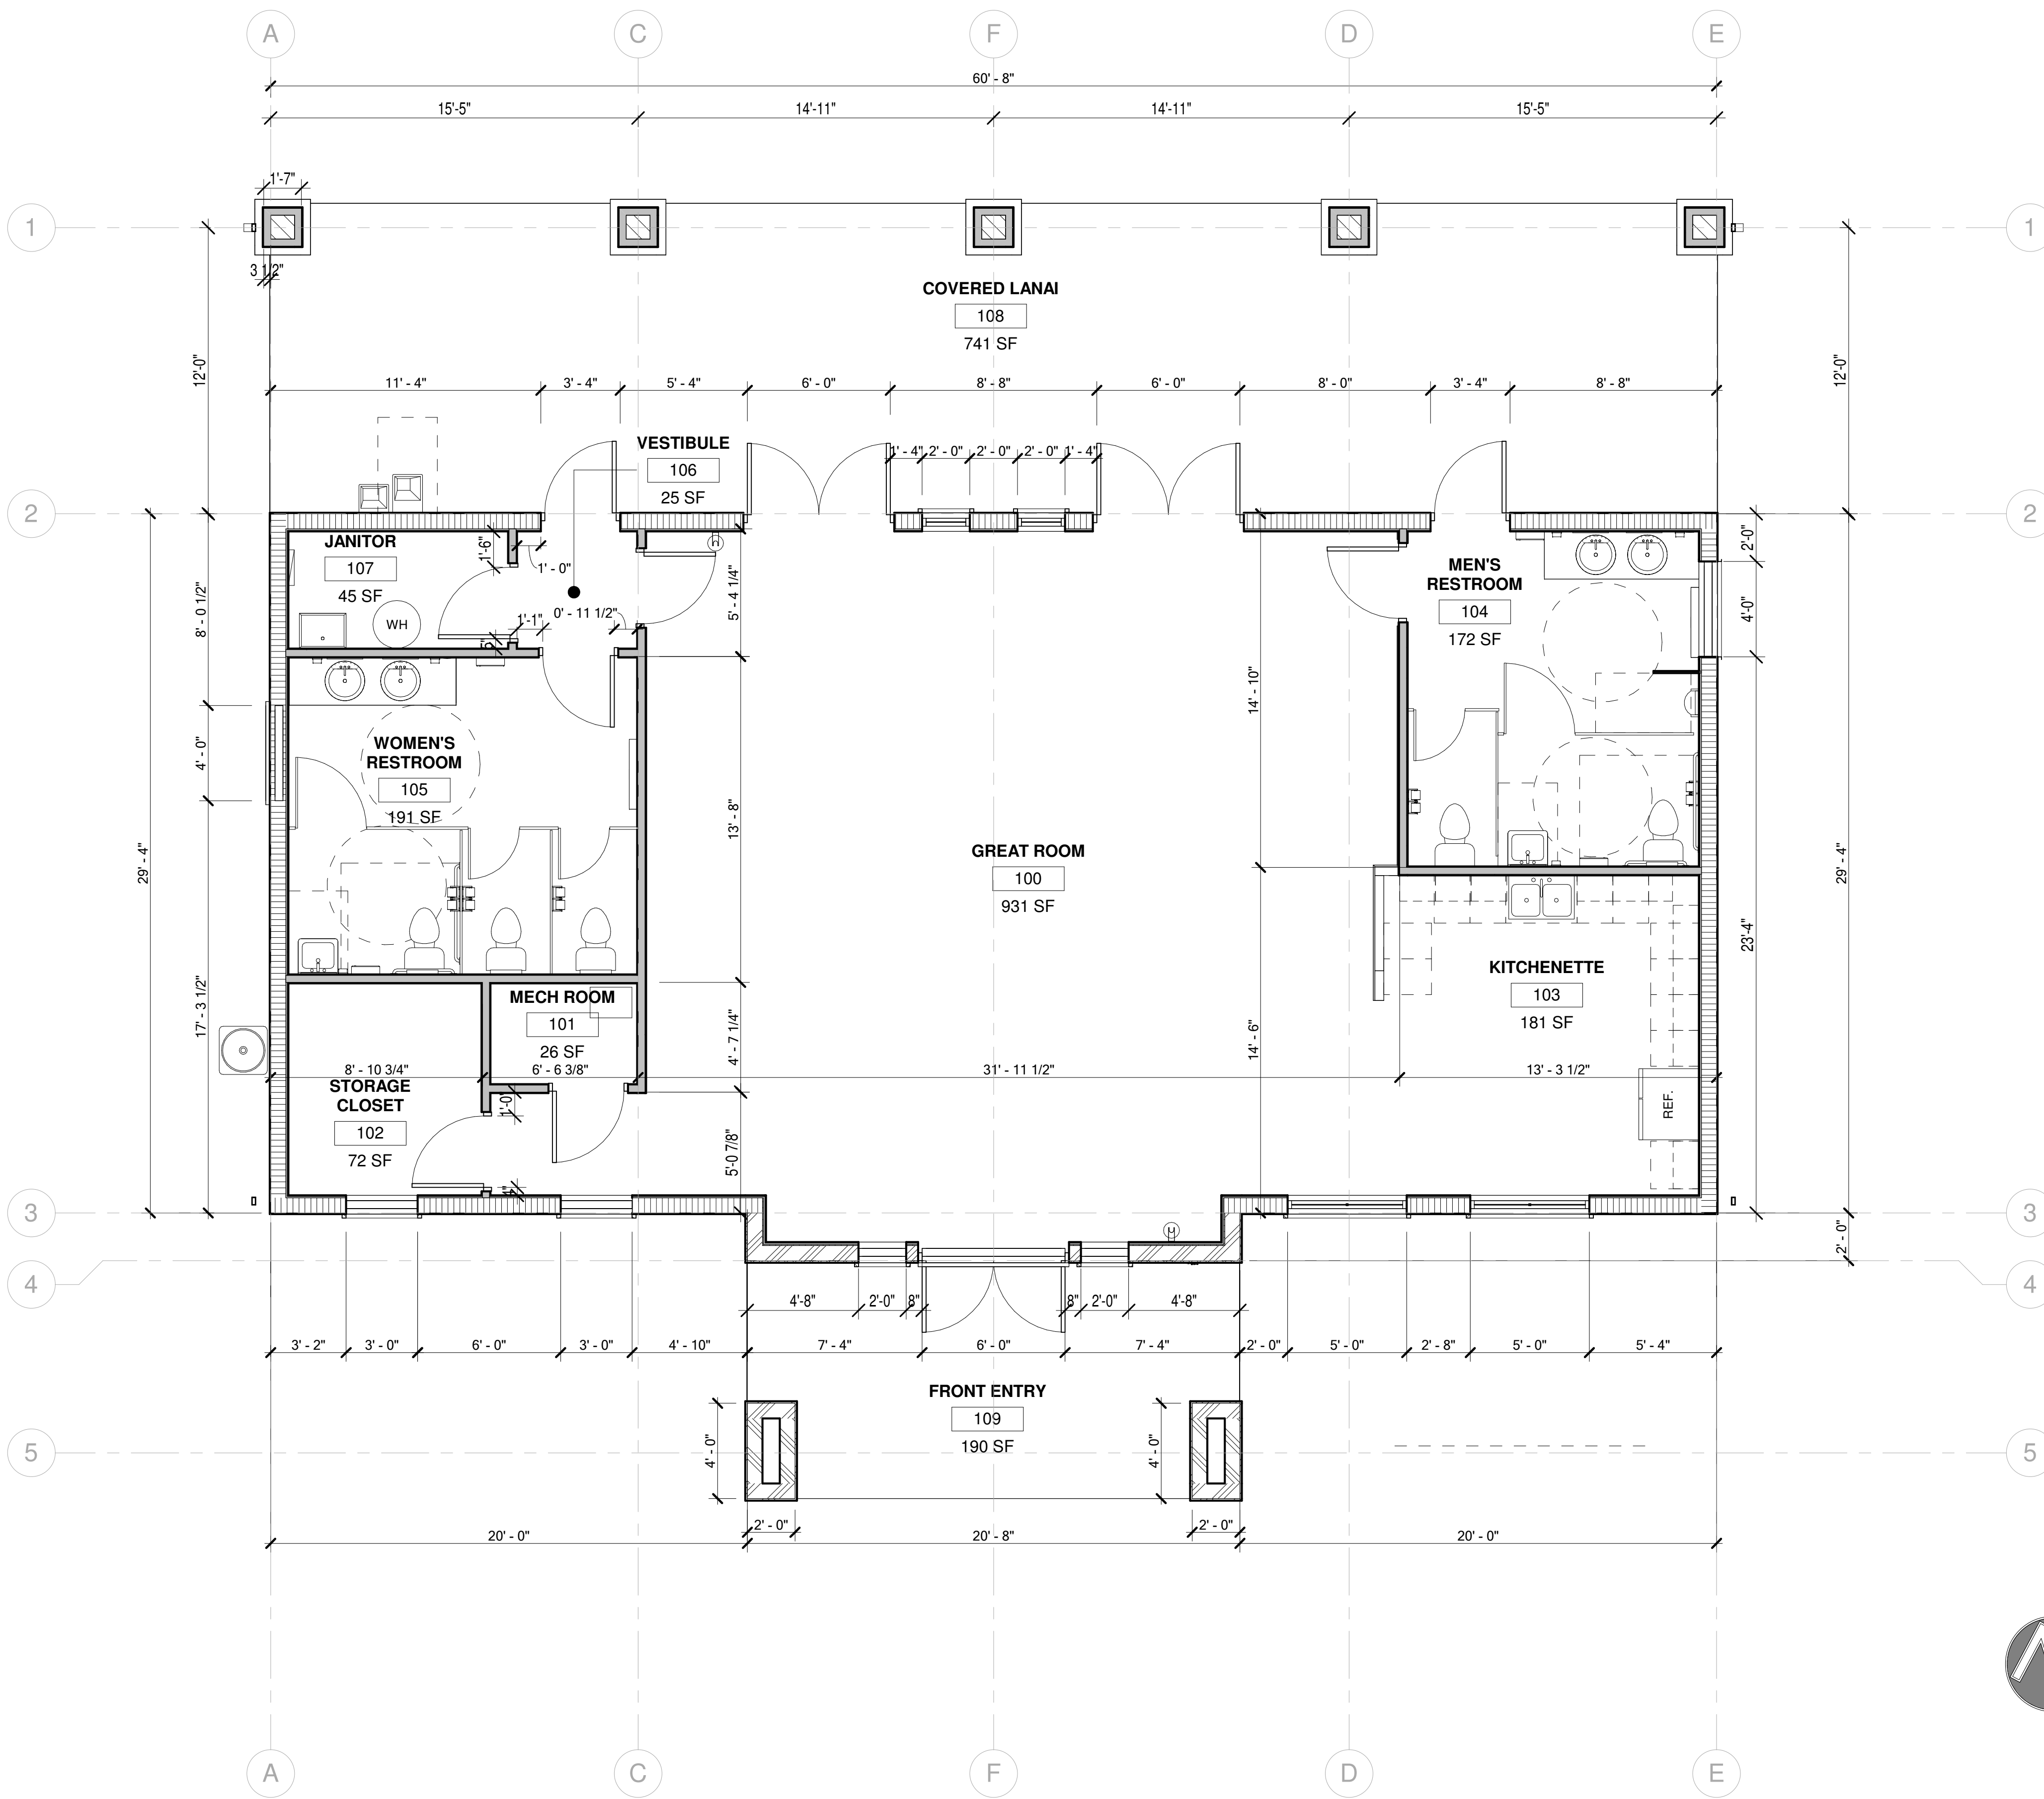 A C F D E
60' - 8"
15'-5" 14'-11" 14'-11" 15'-5"
1'-7"
1 1
3 1/2"
COVERED LANAI
108
741 SF
12'-0" 12'-0"
11' - 4" 3' - 4" 5' - 4" 6' - 0" 8' - 8" 6' - 0" 8' - 0" 3' - 4" 8' - 8"
VESTIBULE
106
25 SF
1' - 4" 2' - 0" 2' - 0" 2' - 0" 1' - 4"
2 2
JANITOR
107
45 SF
WH
1'-6"
1' - 0"
1'-1"
0' - 11 1/2"
5' - 4 1/4"
8' - 0 1/2"
MEN'S
RESTROOM
104
172 SF
2'-0"
4'-0"
14' - 10"
WOMEN'S
RESTROOM
105
191 SF
4' - 0"
13' - 8"
29' - 4"
GREAT ROOM
100
931 SF
29' - 4"
23'-4"
KITCHENETTE
103
181 SF
MECH ROOM
101
26 SF
17' - 3 1/2"
4' - 7 1/4"
14' - 6"
8' - 10 3/4" 6' - 6 3/8" 31' - 11 1/2" 13' - 3 1/2"
STORAGE
CLOSET
102
72 SF
1'-0"
REF.
5'-0 7/8"
3 3
2' - 0"
4 4
4'-8" 2'-0" 8" 8" 2'-0" 4'-8"
3' - 2" 3' - 0" 6' - 0" 3' - 0" 4' - 10" 7' - 4" 6' - 0" 7' - 4" 2' - 0" 5' - 0" 2' - 8" 5' - 0" 5' - 4"
FRONT ENTRY
109
190 SF
4' - 0" 4' - 0"
5 5
2' - 0" 2' - 0"
20' - 0" 20' - 8" 20' - 0"
A C F D E